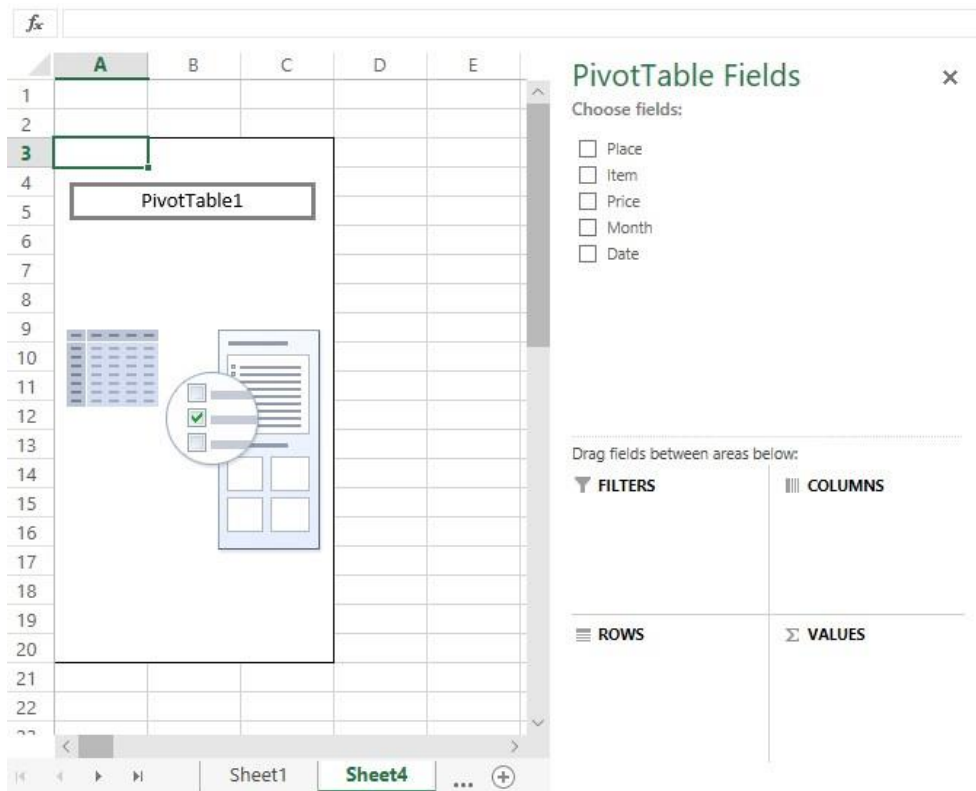 fx
A B C D E
1
2
3
4
5
6
7
8
9
10
11
12
13
14
15
16
17
18
19
20
21
22
PivotTable1
Sheet1 Sheet4 ...
PivotTable Fields
Choose fields:
Place
Item
Price
Month
Date
Drag fields between areas below:
FILTERS
COLUMNS
ROWS
Σ VALUES